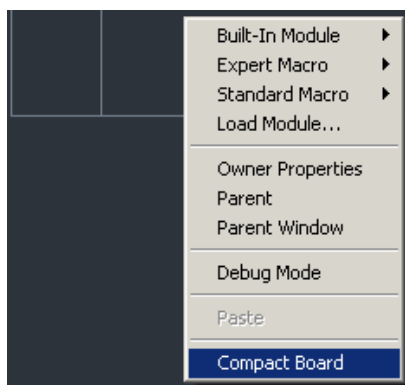 Built-In Module
Expert Macro
Standard Macro
Load Module...
Owner Properties
Parent
Parent Window
Debug Mode
Paste
Compact Board